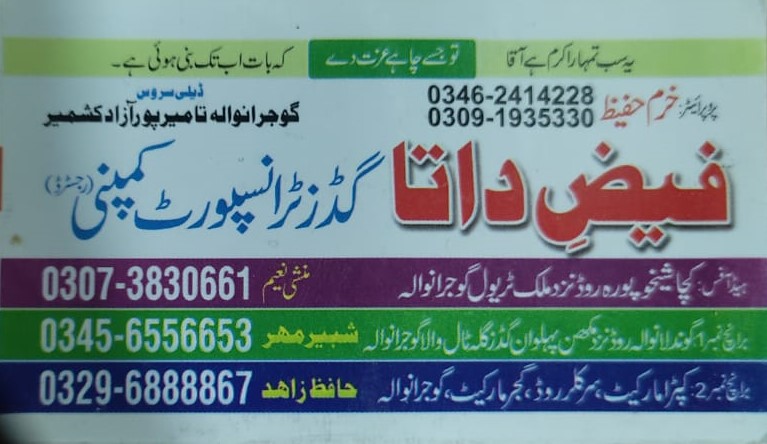 یہ سب تمہارا کرم ہے آقا تو جسے چاہے عزت دے کہ بات اب تک بنی ہوئی ہے۔
پروپرائٹر: خرم حفیظ 0346-2414228
0309-1935330
ڈیلی سروس
گوجرانوالہ تا میرپور آزاد کشمیر
فیضِ داتا گڈز ٹرانسپورٹ کمپنی (رجسٹرڈ)
ہیڈ آفس: کچا شیخوپورہ روڈ نزد ملک ٹریول گوجرانوالہ منشی نعیم 0307-3830661
برانچ نمبر1: گوندلانوالہ روڈ نزد مکھن پہلوان گڈز گلہ ٹال والا گوجرانوالہ شبیر مہر 0345-6556653
برانچ نمبر2: کپڑا مارکیٹ، سرکلر روڈ، گجر مارکیٹ، گوجرانوالہ حافظ زاھد 0329-6888867